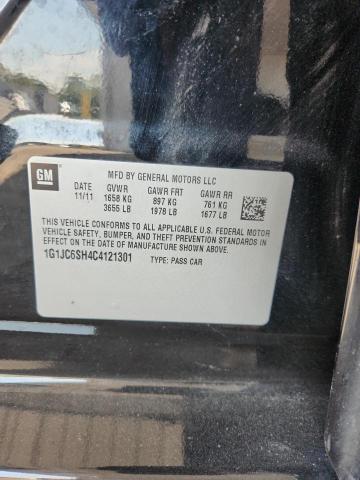 GM
MFD BY GENERAL MOTORS LLC
DATE GVWR GAWR FRT GAWR RR
11/11 1658 KG 897 KG 761 KG
3655 LB 1978 LB 1677 LB
THIS VEHICLE CONFORMS TO ALL APPLICABLE U.S. FEDERAL MOTOR
VEHICLE SAFETY, BUMPER, AND THEFT PREVENTION STANDARDS IN
EFFECT ON THE DATE OF MANUFACTURE SHOWN ABOVE.
1G1JC6SH4C4121301 TYPE: PASS CAR